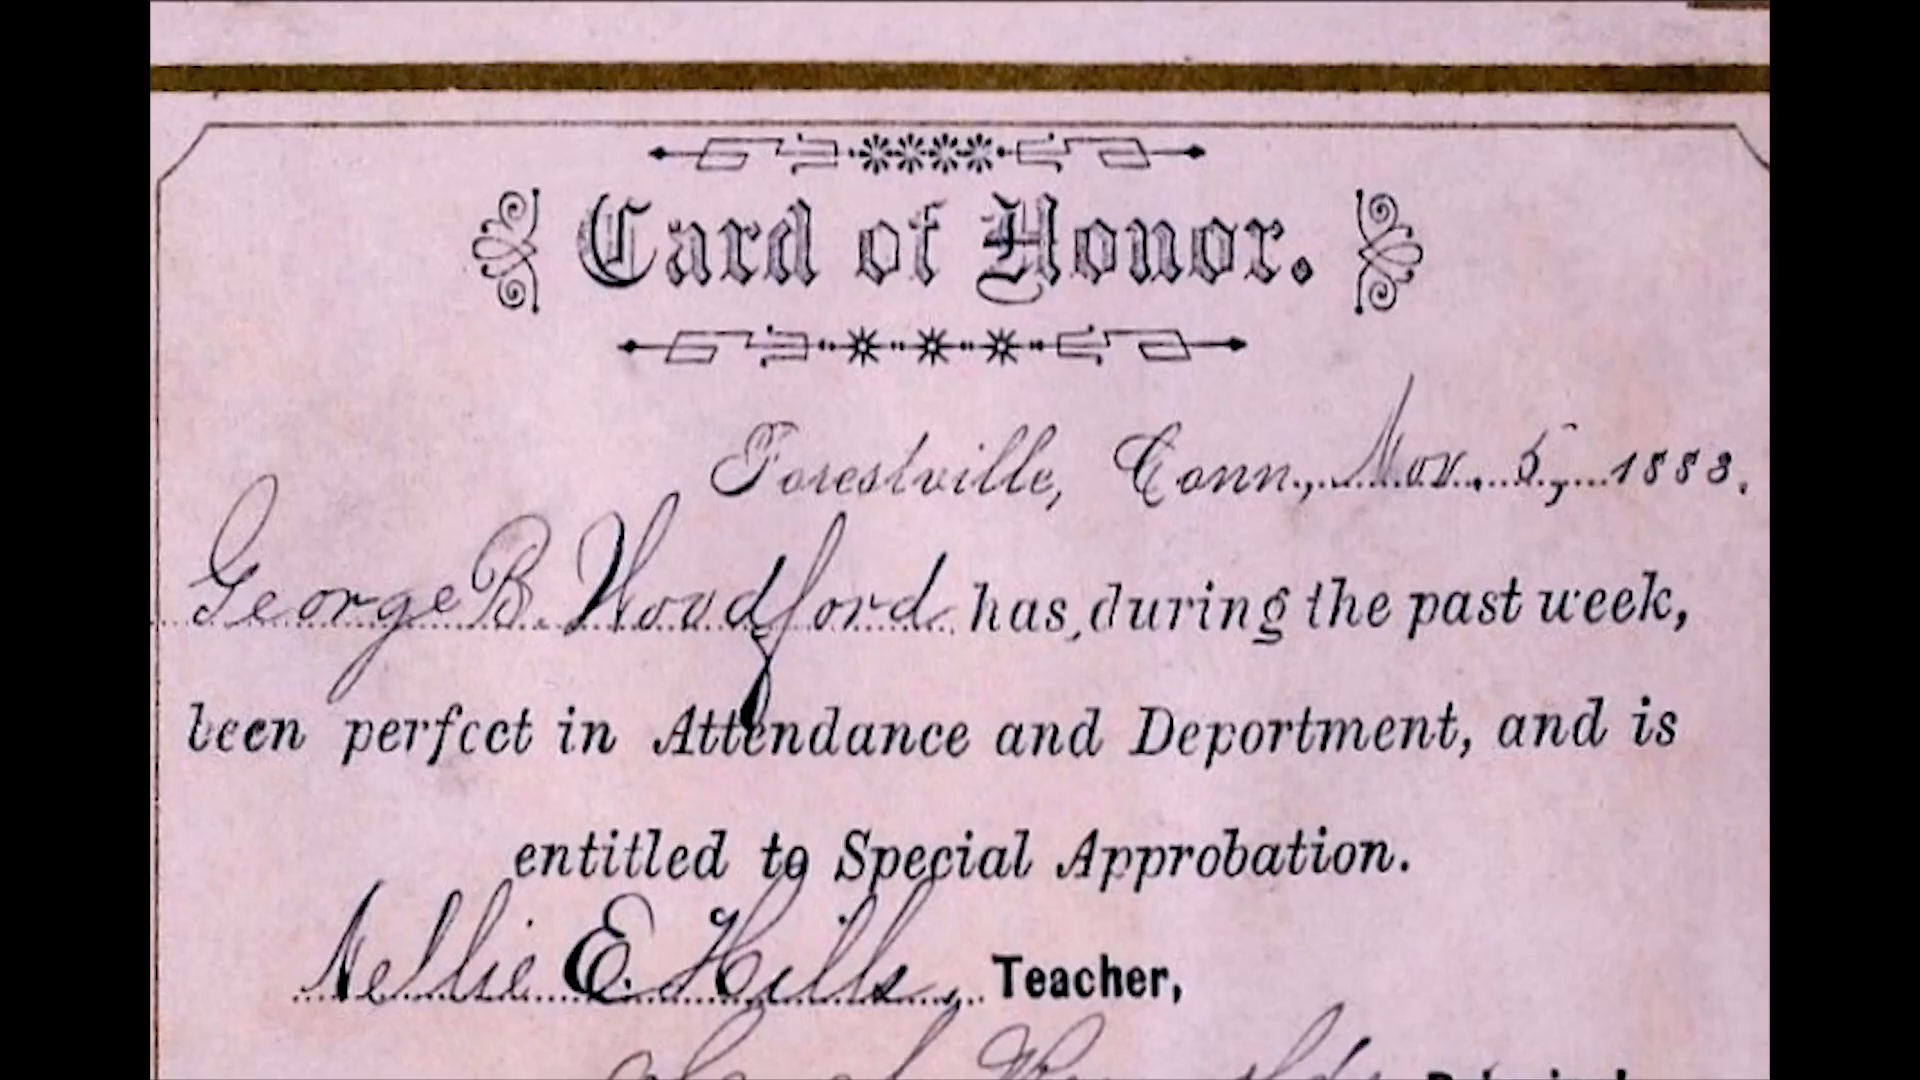 Card of Honor.
Forestville, Conn., Nov. 5, 1883.
George B. Woodford has, during the past week,
been perfect in Attendance and Deportment, and is
entitled to Special Approbation.
Nellie E. Hills, Teacher,